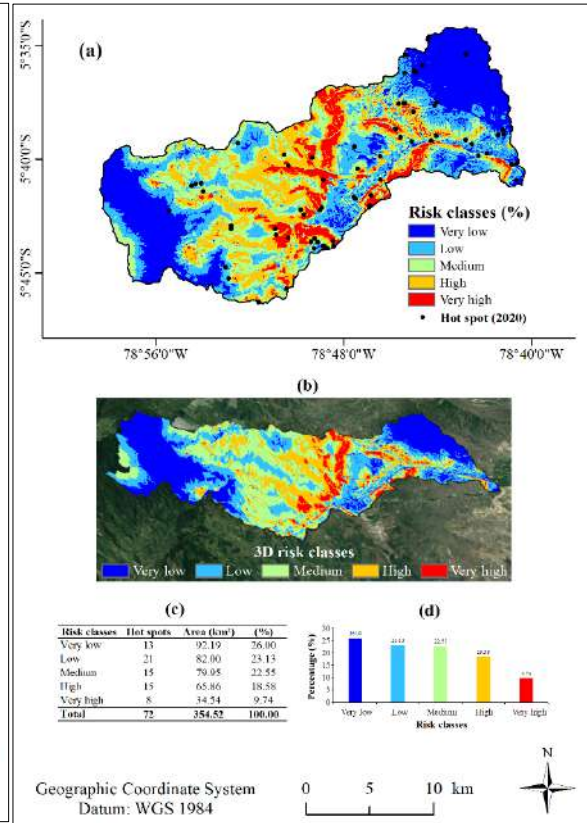 (a)
5°35'0"S
5°40'0"S
5°45'0"S
Risk classes (%)
Very low
Low
Medium
High
Very high
Hot spot (2020)
78°56'0"W 78°48'0"W 78°40'0"W
(b)
3D risk classes
Very low Low Medium High Very high
(c)
Risk classes Hot spots Area (km²) (%)
Very low 13 92.19 26.00
Low 21 82.00 23.13
Medium 15 79.95 22.55
High 15 65.86 18.58
Very high 8 34.54 9.74
Total 72 354.52 100.00
(d)
Percentage (%)
30
25
20
15
10
5
0
Very low Low Medium High Very high
Risk classes
Geographic Coordinate System
Datum: WGS 1984
0 5 10 km
N